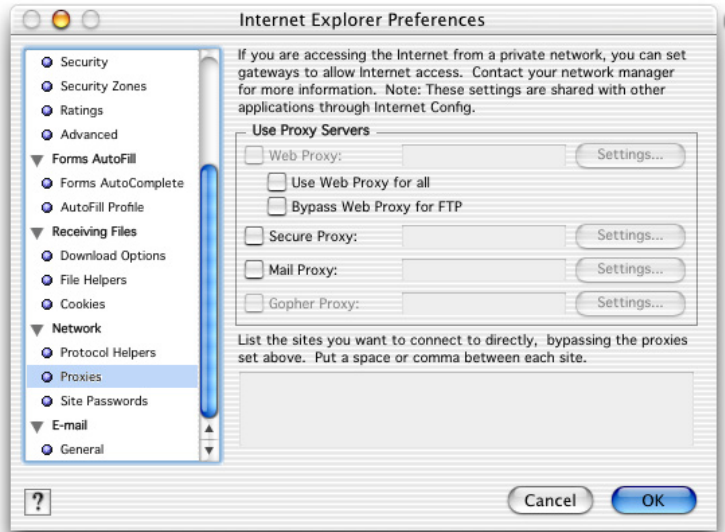 Internet Explorer Preferences
Security
Security Zones
Ratings
Advanced
Forms AutoFill
Forms AutoComplete
AutoFill Profile
Receiving Files
Download Options
File Helpers
Cookies
Network
Protocol Helpers
Proxies
Site Passwords
E-mail
General
If you are accessing the Internet from a private network, you can set
gateways to allow Internet access.  Contact your network manager
for more information.  Note: These settings are shared with other
applications through Internet Config.
Use Proxy Servers
Web Proxy: Settings...
Use Web Proxy for all
Bypass Web Proxy for FTP
Secure Proxy: Settings...
Mail Proxy: Settings...
Gopher Proxy: Settings...
List the sites you want to connect to directly,  bypassing the proxies
set above.  Put a space or comma between each site.
?
Cancel OK